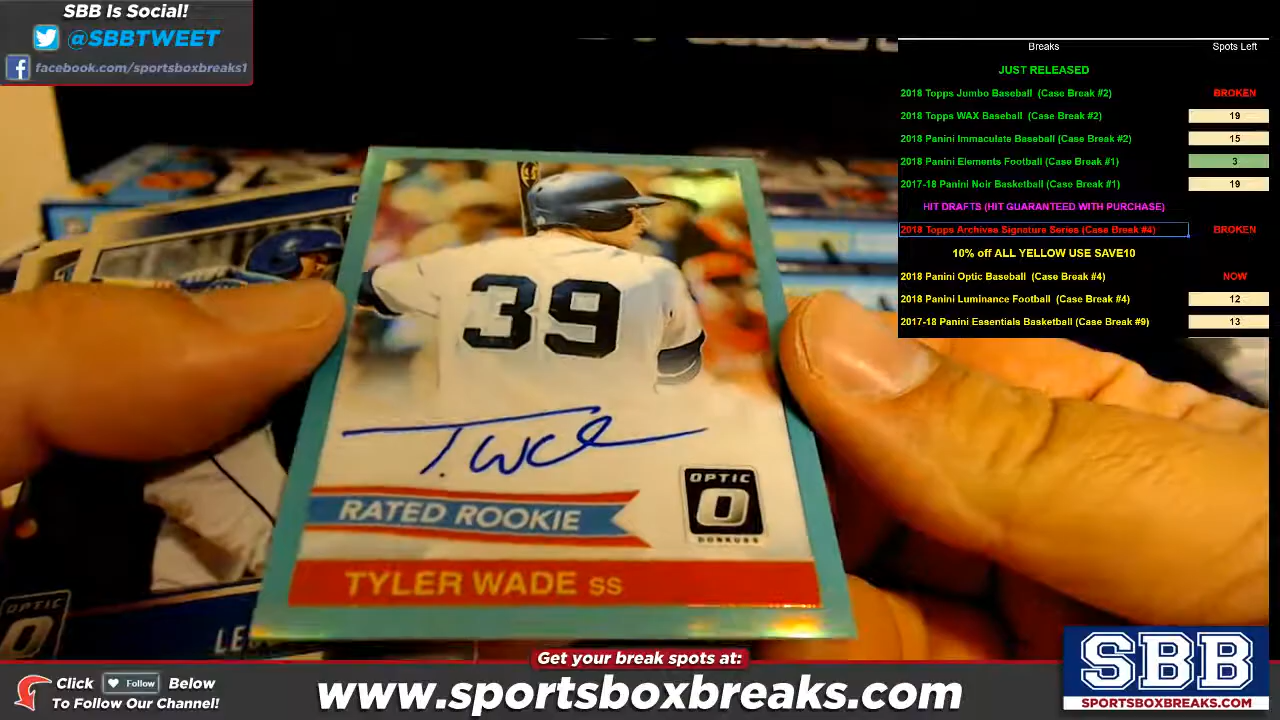 SBB Is Social!
@SBBTWEET
facebook.com/sportsboxbreaks1
Breaks Spots Left
JUST RELEASED
2018 Topps Jumbo Baseball (Case Break #2) BROKEN
2018 Topps WAX Baseball (Case Break #2) 19
2018 Panini Immaculate Baseball (Case Break #2) 15
2018 Panini Elements Football (Case Break #1) 3
2017-18 Panini Noir Basketball (Case Break #1) 19
HIT DRAFTS (HIT GUARANTEED WITH PURCHASE)
2018 Topps Archives Signature Series (Case Break #4) BROKEN
10% off ALL YELLOW USE SAVE10
2018 Panini Optic Baseball (Case Break #4) NOW
2018 Panini Luminance Football (Case Break #4) 12
2017-18 Panini Essentials Basketball (Case Break #9) 13
39
OPTIC
O
DONRUSS
RATED ROOKIE
TYLER WADE SS
OPTIC
O
Get your break spots at:
Click Follow Below
To Follow Our Channel!
www.sportsboxbreaks.com
SBB
SPORTSBOXBREAKS.COM